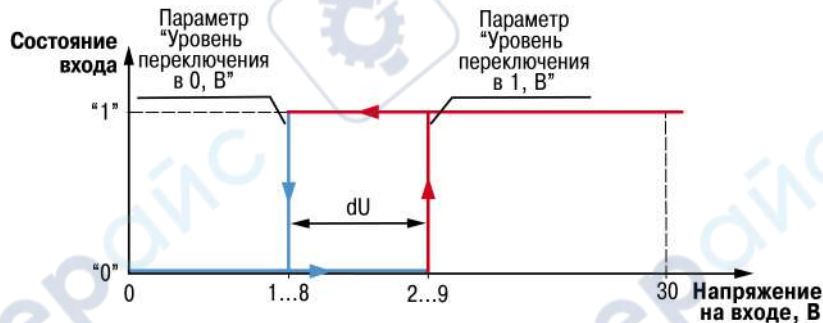 Параметр
“Уровень
переключения
в 0, В”
Параметр
“Уровень
переключения
в 1, В”
Состояние
входа
“1”
dU
“0”
0
1...8
2...9
30
Напряжение
на входе, В